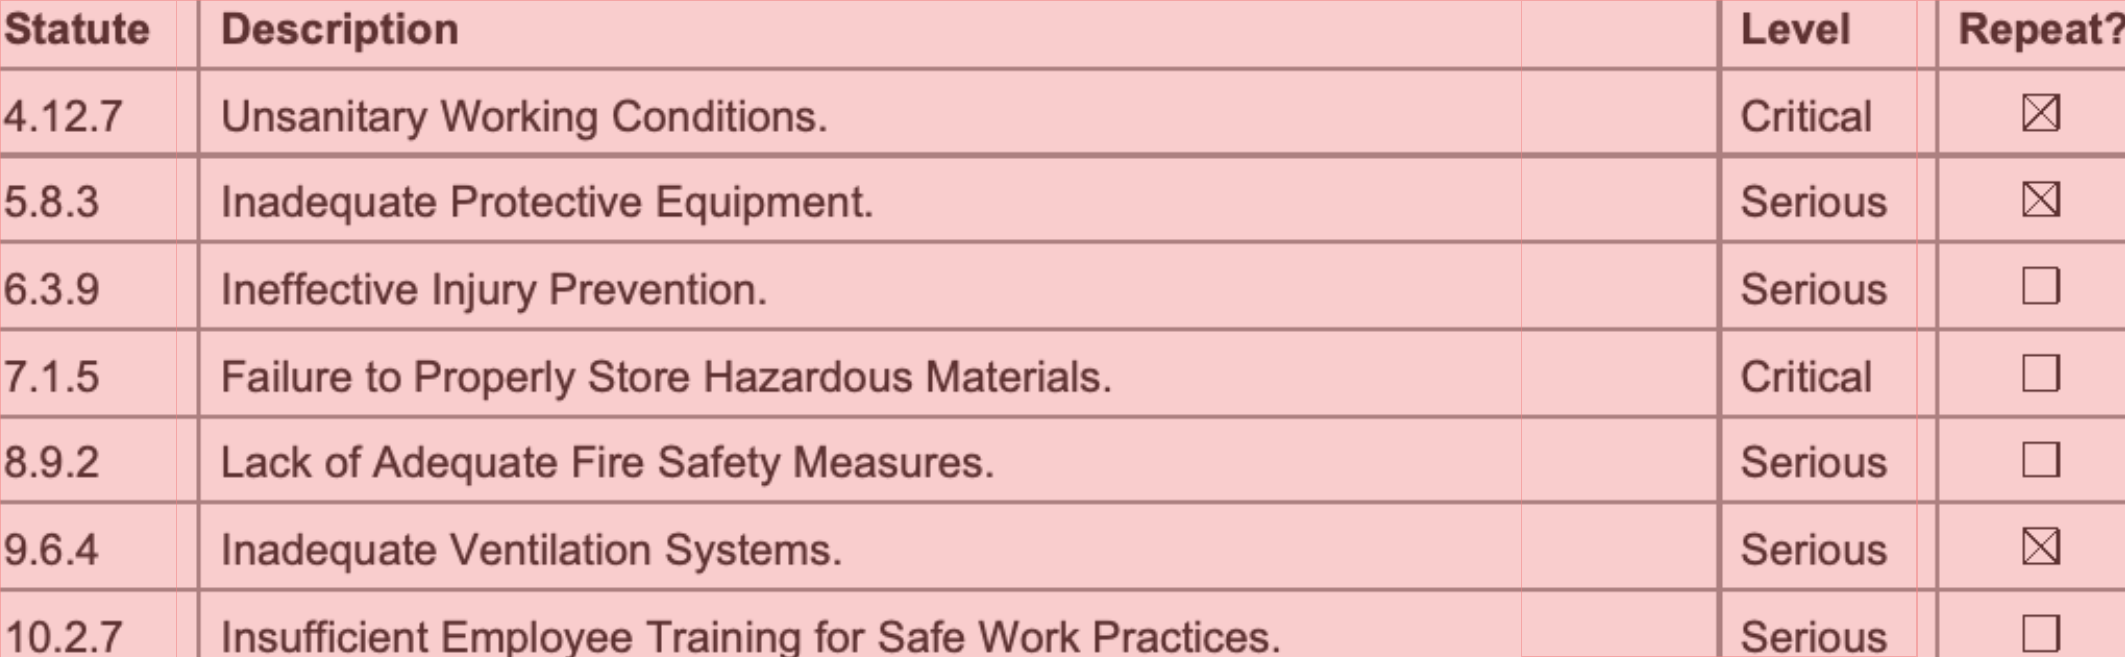 Statute Description Level Repeat?
4.12.7 Unsanitary Working Conditions. Critical ☒
5.8.3 Inadequate Protective Equipment. Serious ☒
6.3.9 Ineffective Injury Prevention. Serious ☐
7.1.5 Failure to Properly Store Hazardous Materials. Critical ☐
8.9.2 Lack of Adequate Fire Safety Measures. Serious ☐
9.6.4 Inadequate Ventilation Systems. Serious ☒
10.2.7 Insufficient Employee Training for Safe Work Practices. Serious ☐